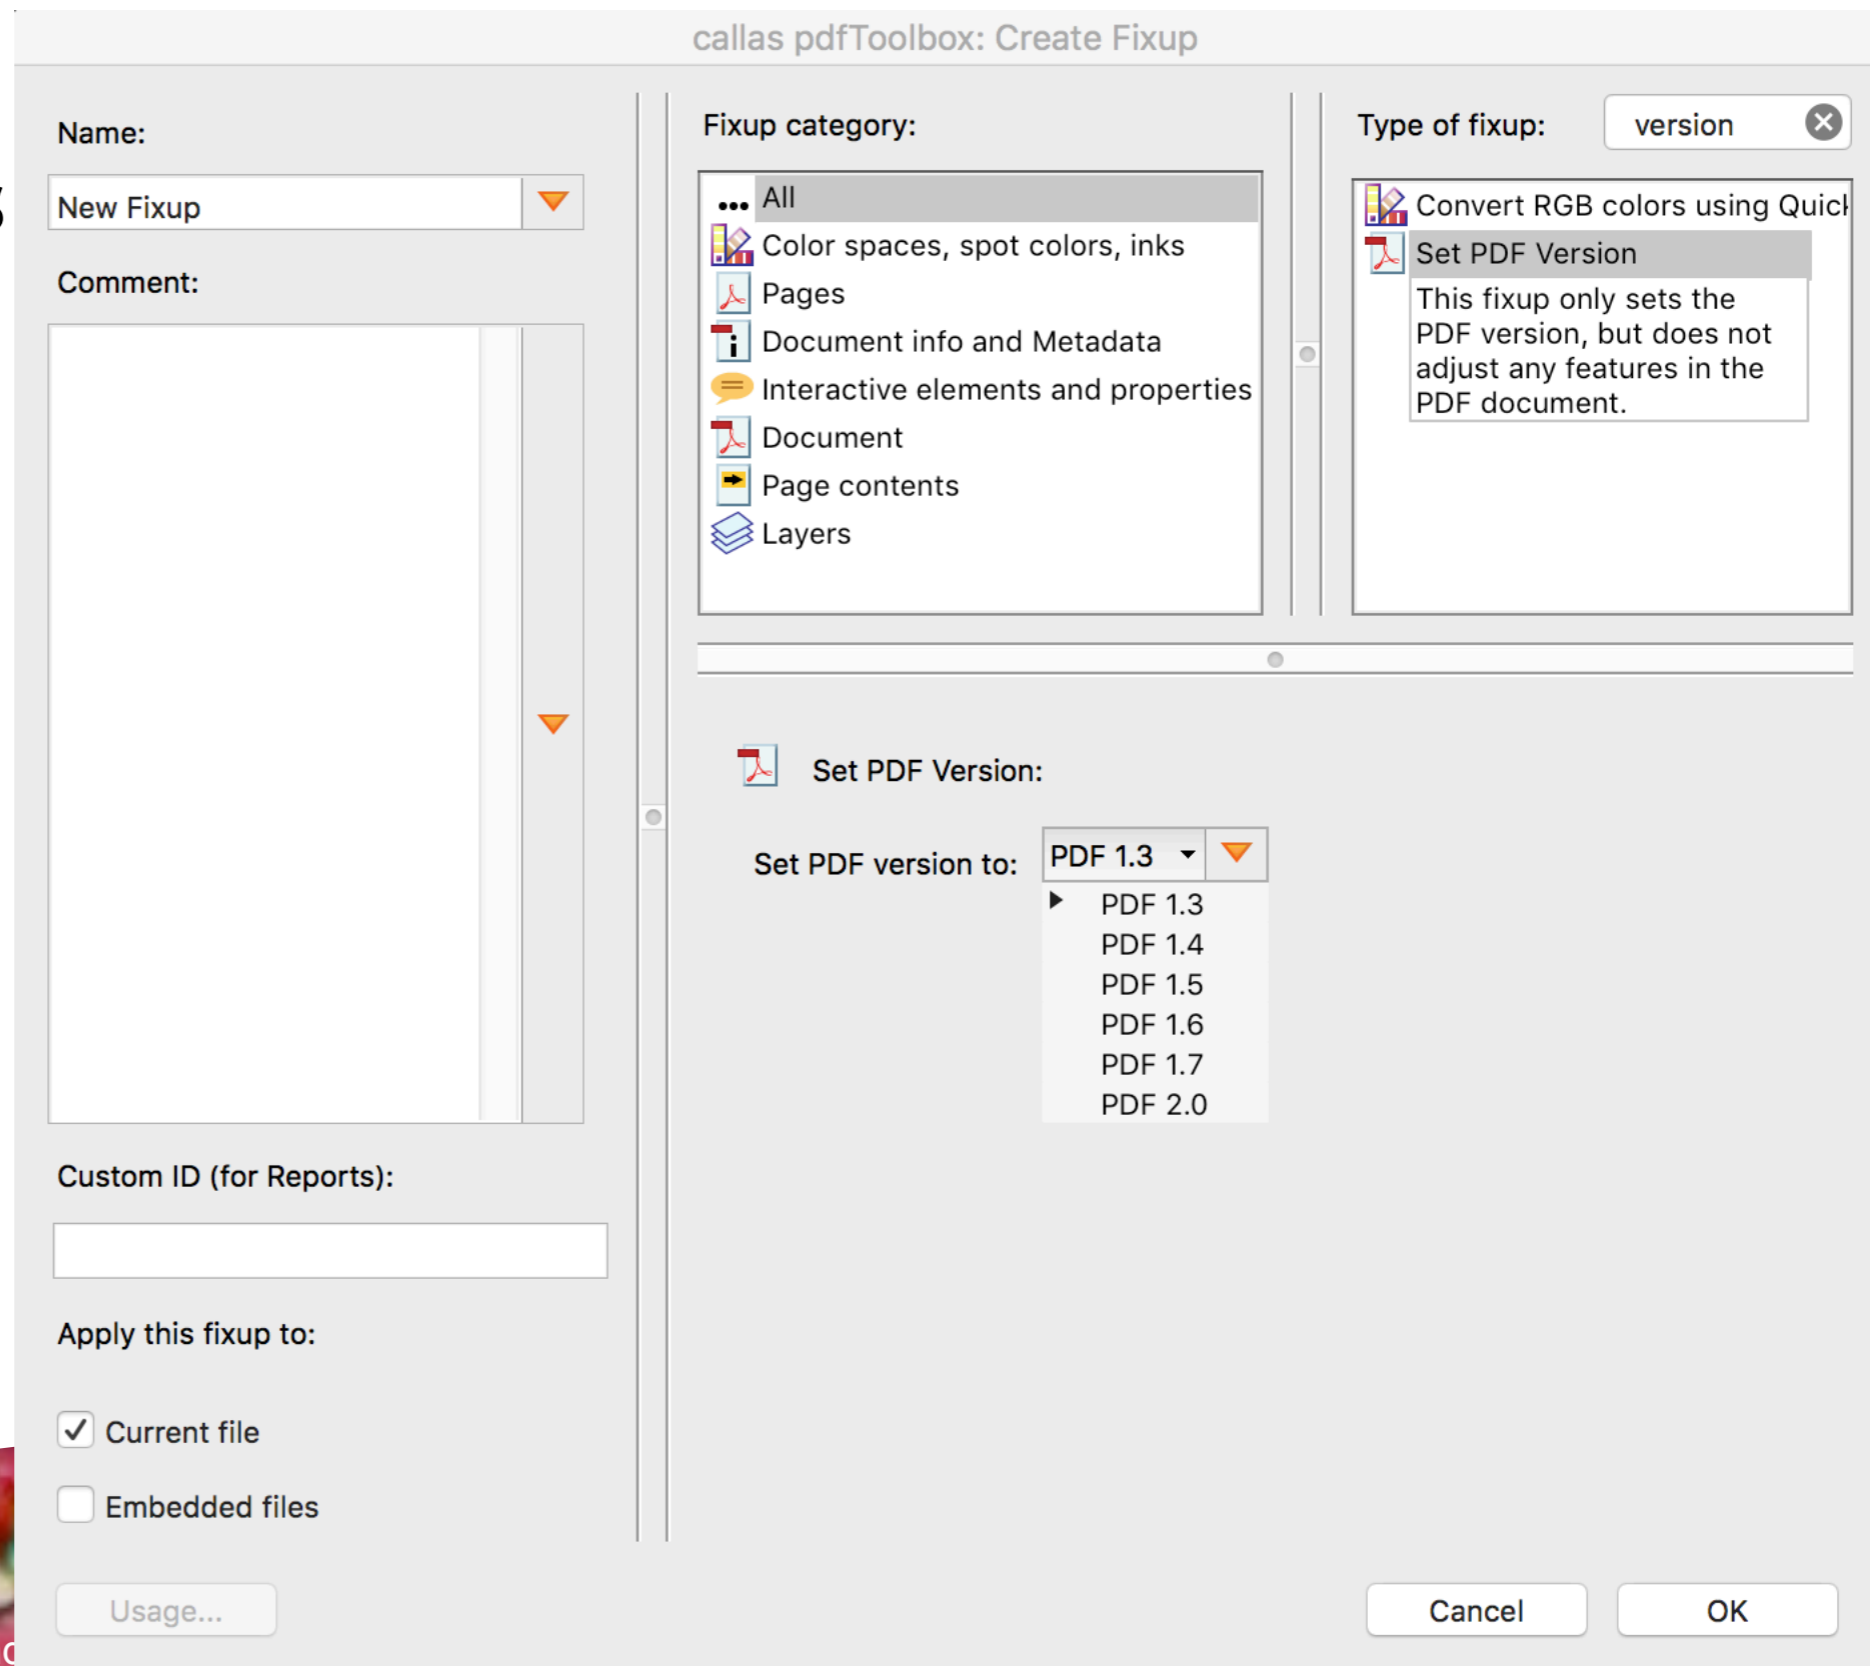 callas pdfToolbox: Create Fixup
Name:
New Fixup
Comment:
Custom ID (for Reports):
Apply this fixup to:
Current file
Embedded files
Usage...
Fixup category:
All
Color spaces, spot colors, inks
Pages
Document info and Metadata
Interactive elements and properties
Document
Page contents
Layers
Type of fixup:
version
Convert RGB colors using
Set PDF Version
This fixup only sets the
PDF version, but does not
adjust any features in the
PDF document.
Set PDF Version:
Set PDF version to:
PDF 1.3
PDF 1.3
PDF 1.4
PDF 1.5
PDF 1.6
PDF 1.7
PDF 2.0
Cancel
OK